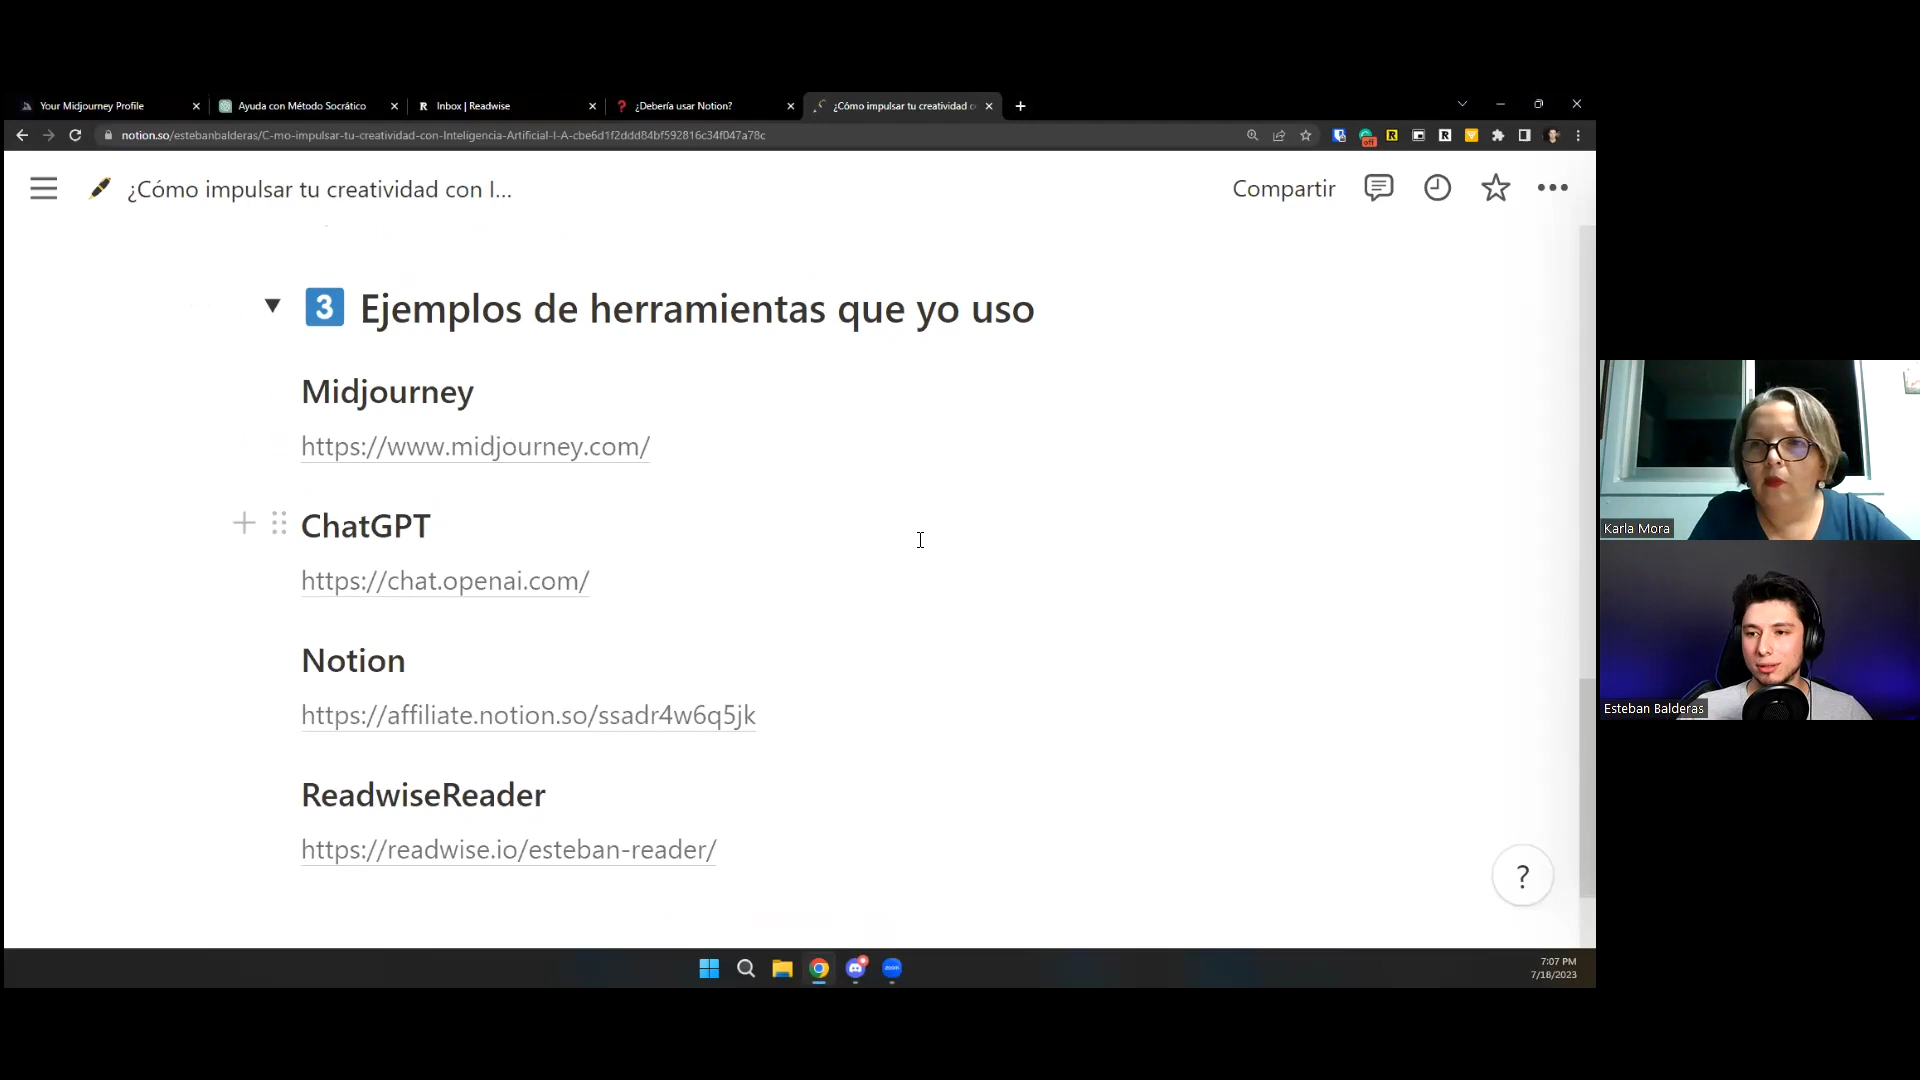 Your Midjourney Profile
Ayuda con Método Socrático
Inbox | Readwise
¿Debería usar Notion?
¿Cómo impulsar tu creatividad c
notion.so/estebanbalderas/C-mo-impulsar-tu-creatividad-con-Inteligencia-Artificial-I-A-cbe6d1f2ddd84bf592816c34f047a78c
off
¿Cómo impulsar tu creatividad con I...
Compartir
3 Ejemplos de herramientas que yo uso
Midjourney
https://www.midjourney.com/
ChatGPT
https://chat.openai.com/
Notion
https://affiliate.notion.so/ssadr4w6q5jk
ReadwiseReader
https://readwise.io/esteban-reader/
?
Karla Mora
Esteban Balderas
zoom
7:07 PM
7/18/2023